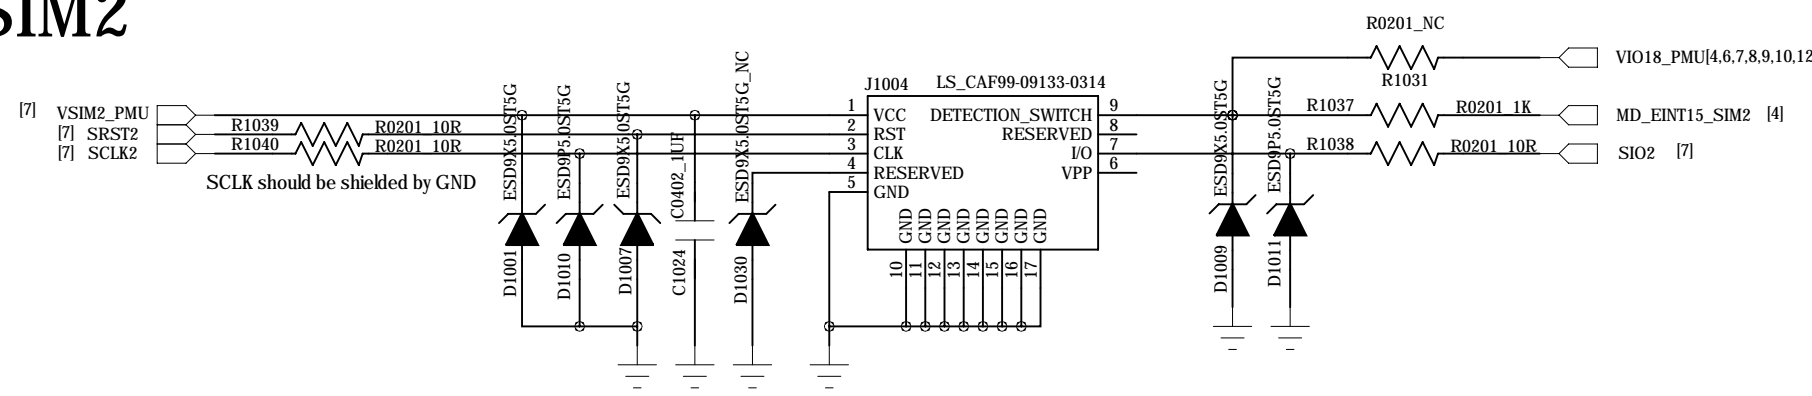 SIM2
R0201_NC
R1031
VIO18_PMU[4,6,7,8,9,10,12
J1004
LS_CAF99-09133-0314
[7] VSIM2_PMU
[7] SRST2
[7] SCLK2
R1039
R0201_10R
R1040
R0201_10R
SCLK should be shielded by GND
ESD9X5.0ST5G
ESD9P5.0ST5G
ESD9X5.0ST5G
C0402_1UF
ESD9X5.0ST5G_NC
D1001
D1010
D1007
C1024
D1030
1
2
3
4
5
VCC
RST
CLK
RESERVED
GND
DETECTION_SWITCH
RESERVED
I/O
VPP
9
8
7
6
GND
GND
GND
GND
GND
GND
GND
GND
10
11
12
13
14
15
16
17
ESD9X5.0ST5G
ESD9P5.0ST5G
D1009
D1011
R1037
R0201_1K
MD_EINT15_SIM2 [4]
R1038
R0201_10R
SIO2 [7]